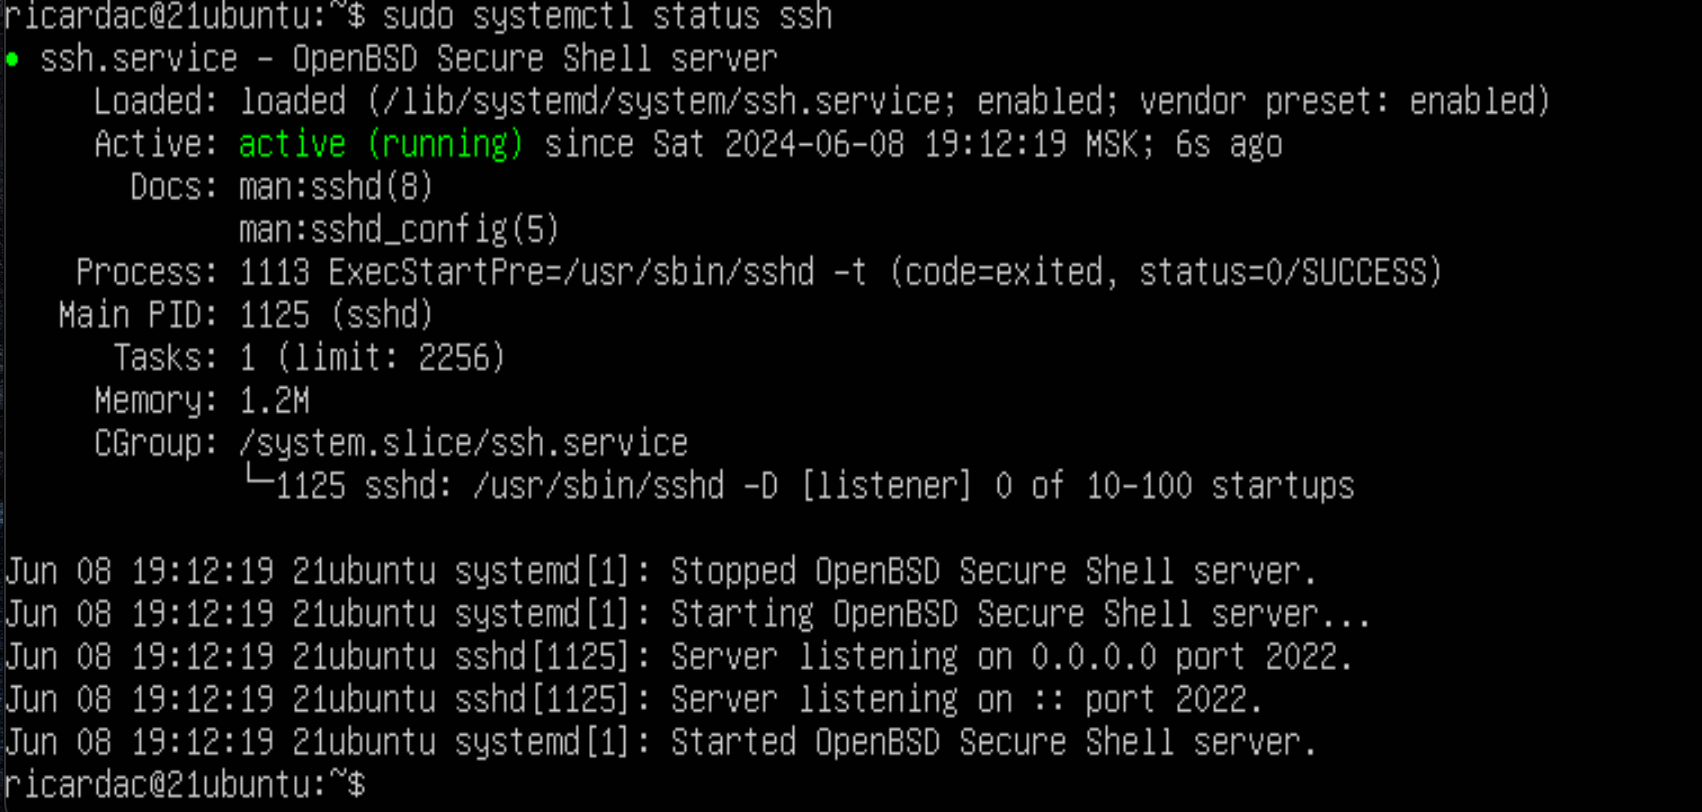 ricardac@21ubuntu:~$ sudo systemctl status ssh
● ssh.service - OpenBSD Secure Shell server
Loaded: loaded (/lib/systemd/system/ssh.service; enabled; vendor preset: enabled)
Active: active (running) since Sat 2024-06-08 19:12:19 MSK; 6s ago
Docs: man:sshd(8)
man:sshd_config(5)
Process: 1113 ExecStartPre=/usr/sbin/sshd -t (code=exited, status=0/SUCCESS)
Main PID: 1125 (sshd)
Tasks: 1 (limit: 2256)
Memory: 1.2M
CGroup: /system.slice/ssh.service
└─1125 sshd: /usr/sbin/sshd -D [listener] 0 of 10-100 startups
Jun 08 19:12:19 21ubuntu systemd[1]: Stopped OpenBSD Secure Shell server.
Jun 08 19:12:19 21ubuntu systemd[1]: Starting OpenBSD Secure Shell server...
Jun 08 19:12:19 21ubuntu sshd[1125]: Server listening on 0.0.0.0 port 2022.
Jun 08 19:12:19 21ubuntu sshd[1125]: Server listening on :: port 2022.
Jun 08 19:12:19 21ubuntu systemd[1]: Started OpenBSD Secure Shell server.
ricardac@21ubuntu:~$